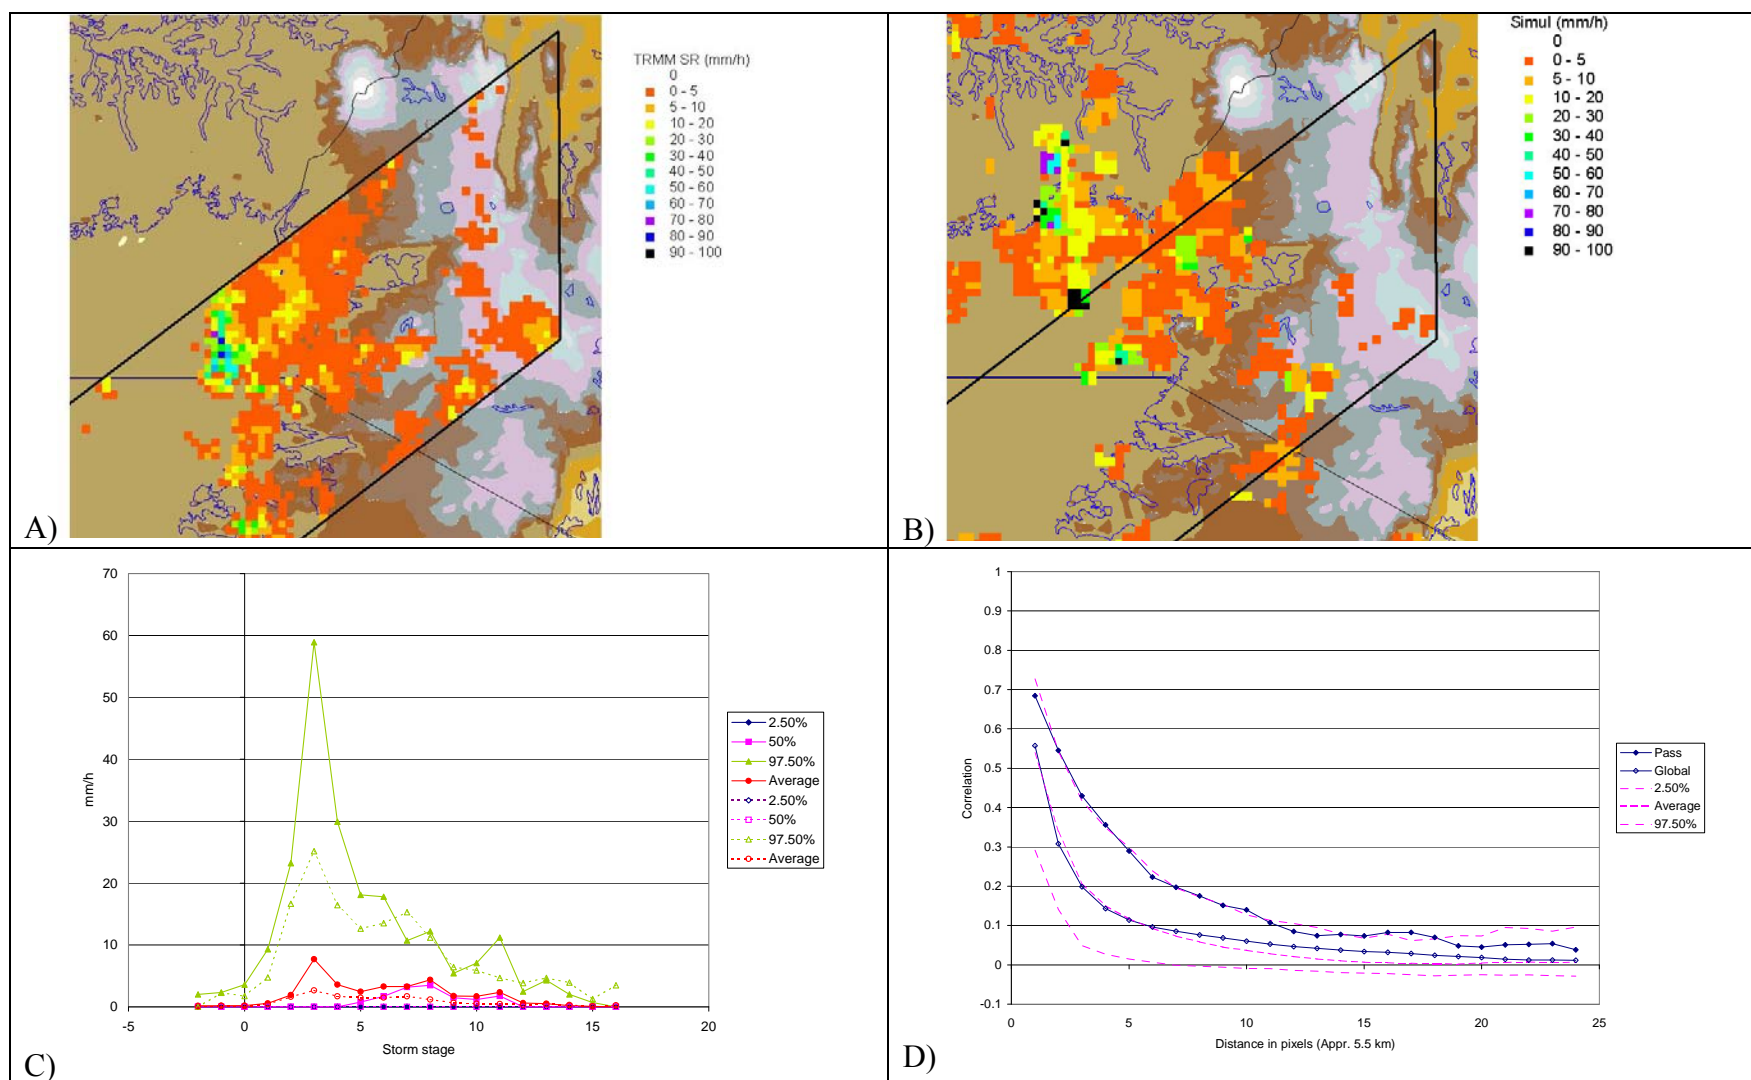 TRMM SR (mm/h)
0
0 - 5
5 - 10
10 - 20
20 - 30
30 - 40
40 - 50
50 - 60
60 - 70
70 - 80
80 - 90
90 - 100
A)
Simul (mm/h)
0
0 - 5
5 - 10
10 - 20
20 - 30
30 - 40
40 - 50
50 - 60
60 - 70
70 - 80
80 - 90
90 - 100
B)
70
60
50
40
30
20
10
0
mm/h
-5
0
5
10
15
20
Storm stage
2.50%
50%
97.50%
Average
2.50%
50%
97.50%
Average
C)
1
0.9
0.8
0.7
0.6
0.5
0.4
0.3
0.2
0.1
0
-0.1
Correlation
0
5
10
15
20
25
Distance in pixels (Appr. 5.5 km)
Pass
Global
2.50%
Average
97.50%
D)